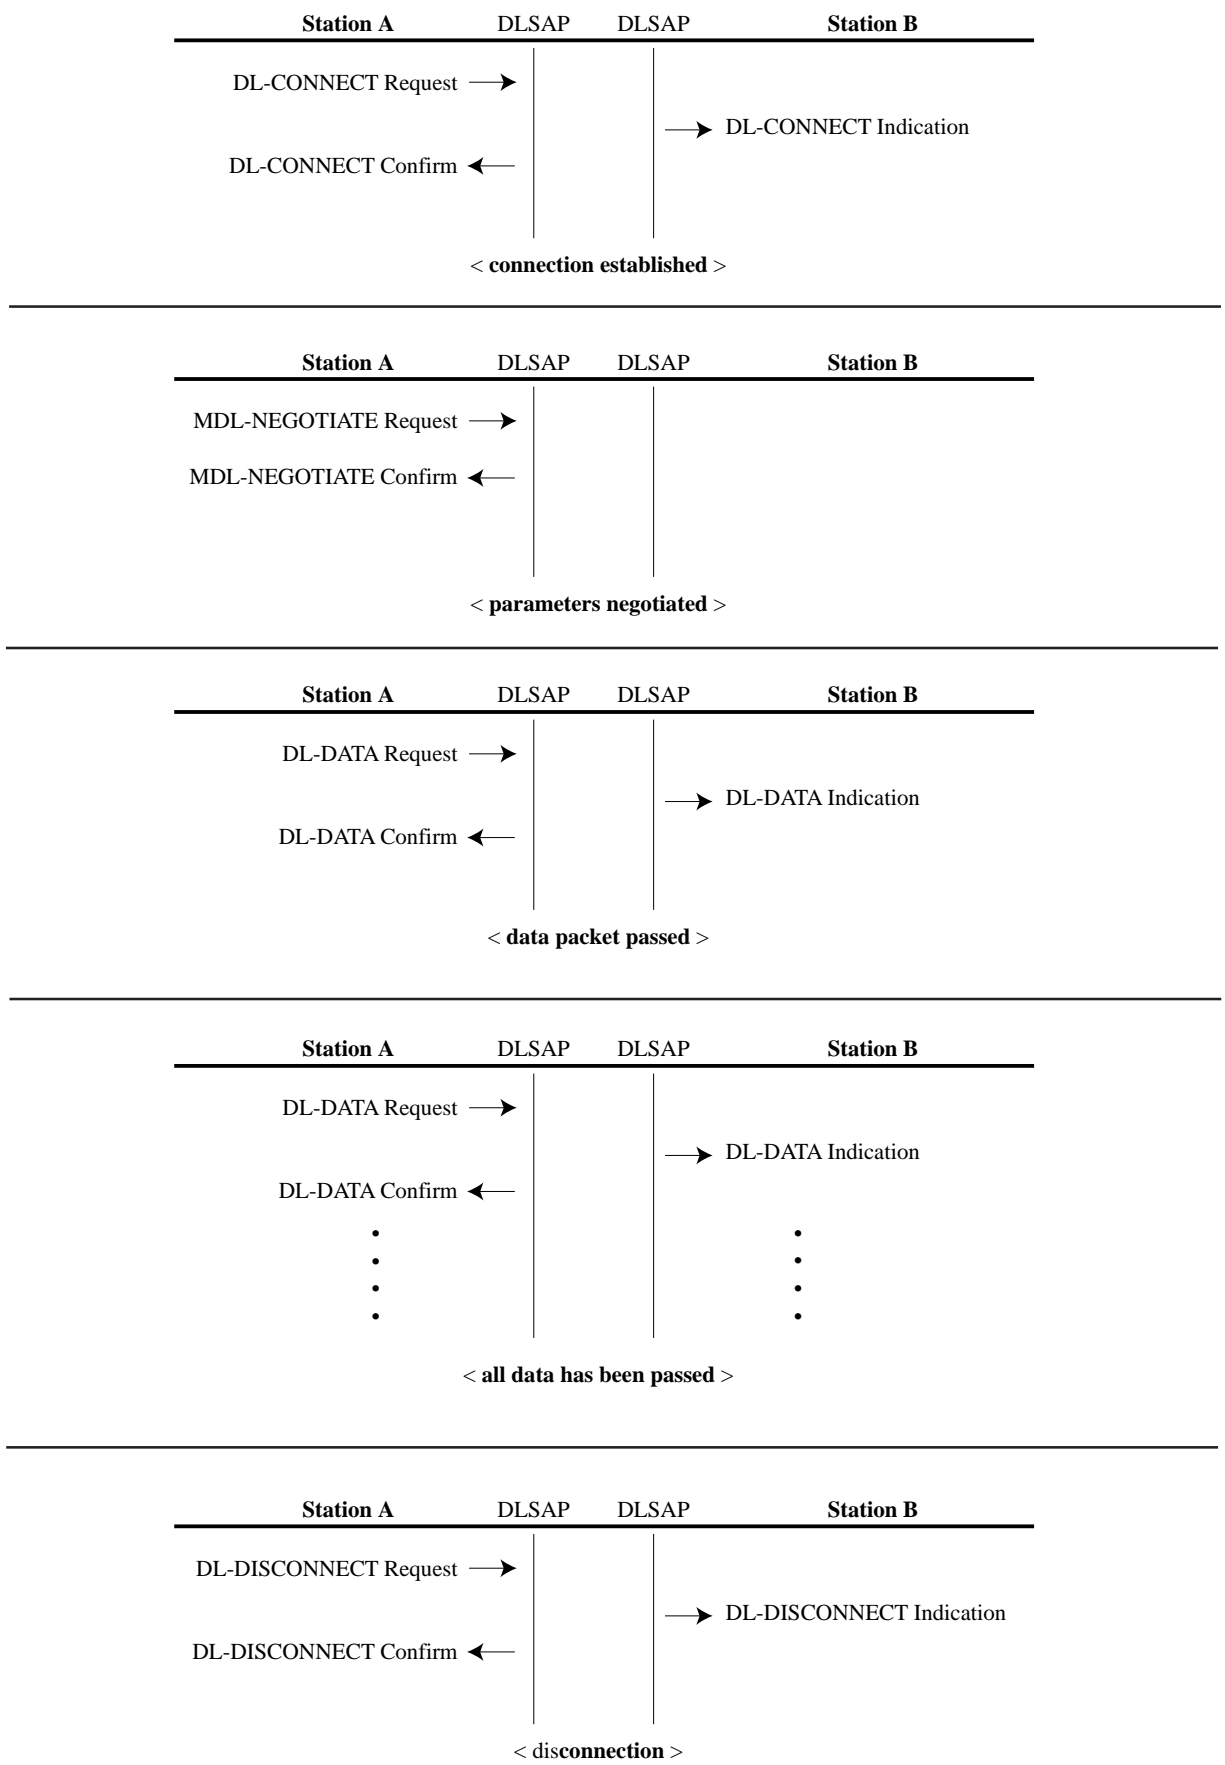 Station A DLSAP DLSAP Station B
DL-CONNECT Request
DL-CONNECT Indication
DL-CONNECT Confirm
< connection established >
Station A DLSAP DLSAP Station B
MDL-NEGOTIATE Request
MDL-NEGOTIATE Confirm
< parameters negotiated >
Station A DLSAP DLSAP Station B
DL-DATA Request
DL-DATA Indication
DL-DATA Confirm
< data packet passed >
Station A DLSAP DLSAP Station B
DL-DATA Request
DL-DATA Indication
DL-DATA Confirm
< all data has been passed >
Station A DLSAP DLSAP Station B
DL-DISCONNECT Request
DL-DISCONNECT Indication
DL-DISCONNECT Confirm
< disconnection >